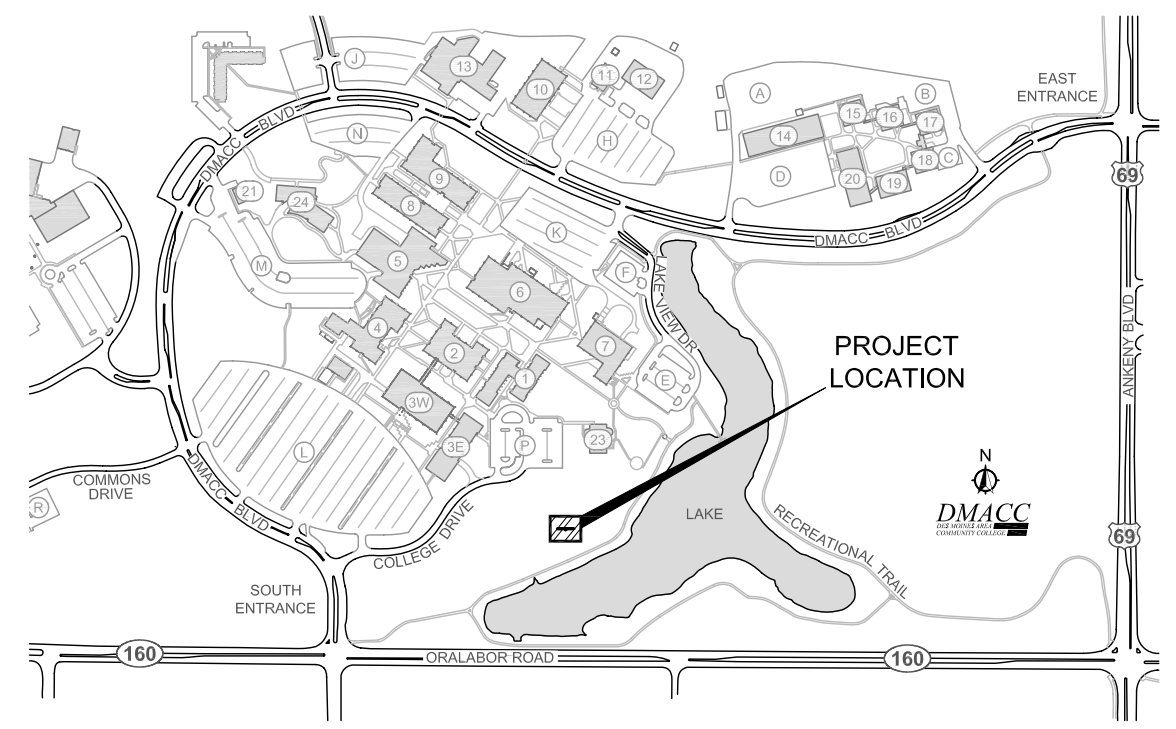 J
13
11
12
10
A
B
EAST
ENTRANCE
DMACC BLVD
N
H
15
16
17
14
18
C
69
9
D
20
19
21
24
8
K
DMACC BLVD
5
M
F
LAKE VIEW DR
6
ANKENY BLVD
4
2
7
PROJECT
LOCATION
E
1
3W
3E
P
23
L
N
COMMONS
DRIVE
DMACC BLVD
R
COLLEGE DRIVE
LAKE
RECREATIONAL TRAIL
DMACC
DES MOINES AREA
COMMUNITY COLLEGE
69
SOUTH
ENTRANCE
160
ORALABOR ROAD
160